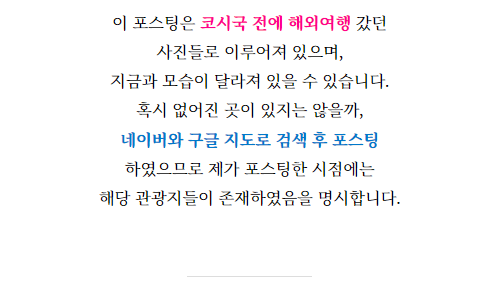 이 포스팅은 코시국 전에 해외여행 갔던
사진들로 이루어져 있으며,
지금과 모습이 달라져 있을 수 있습니다.
혹시 없어진 곳이 있지는 않을까,
네이버와 구글 지도로 검색 후 포스팅
하였으므로 제가 포스팅한 시점에는
해당 관광지들이 존재하였음을 명시합니다.